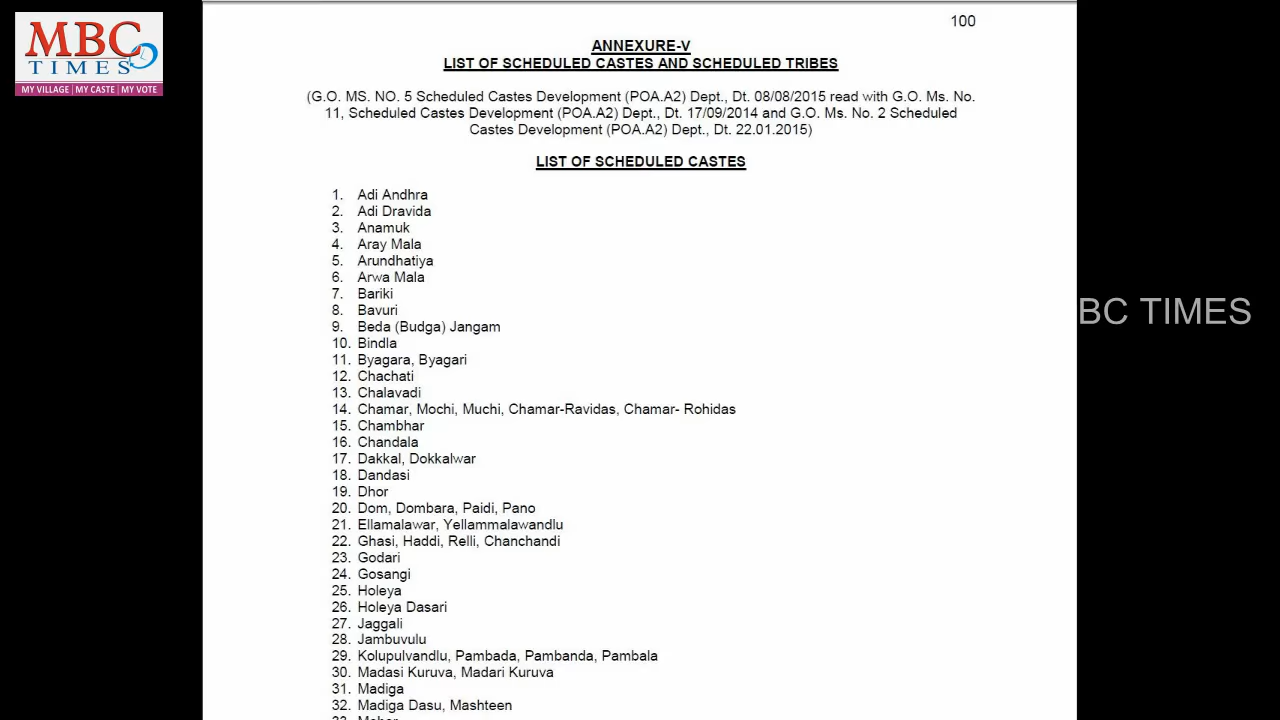 MBC
TIMES
MY VILLAGE | MY CASTE | MY VOTE
100
ANNEXURE-V
LIST OF SCHEDULED CASTES AND SCHEDULED TRIBES
(G.O. MS. NO. 5 Scheduled Castes Development (POA.A2) Dept., Dt. 08/08/2015 read with G.O. Ms. No.
11, Scheduled Castes Development (POA.A2) Dept., Dt. 17/09/2014 and G.O. Ms. No. 2 Scheduled
Castes Development (POA.A2) Dept., Dt. 22.01.2015)
LIST OF SCHEDULED CASTES
1. Adi Andhra
2. Adi Dravida
3. Anamuk
4. Aray Mala
5. Arundhatiya
6. Arwa Mala
7. Bariki
8. Bavuri
9. Beda (Budga) Jangam
10. Bindla
11. Byagara, Byagari
12. Chachati
13. Chalavadi
14. Chamar, Mochi, Muchi, Chamar-Ravidas, Chamar- Rohidas
15. Chambhar
16. Chandala
17. Dakkal, Dokkalwar
18. Dandasi
19. Dhor
20. Dom, Dombara, Paidi, Pano
21. Ellamalawar, Yellammalawandlu
22. Ghasi, Haddi, Relli, Chanchandi
23. Godari
24. Gosangi
25. Holeya
26. Holeya Dasari
27. Jaggali
28. Jambuvulu
29. Kolupulvandlu, Pambada, Pambanda, Pambala
30. Madasi Kuruva, Madari Kuruva
31. Madiga
32. Madiga Dasu, Mashteen
BC TIMES